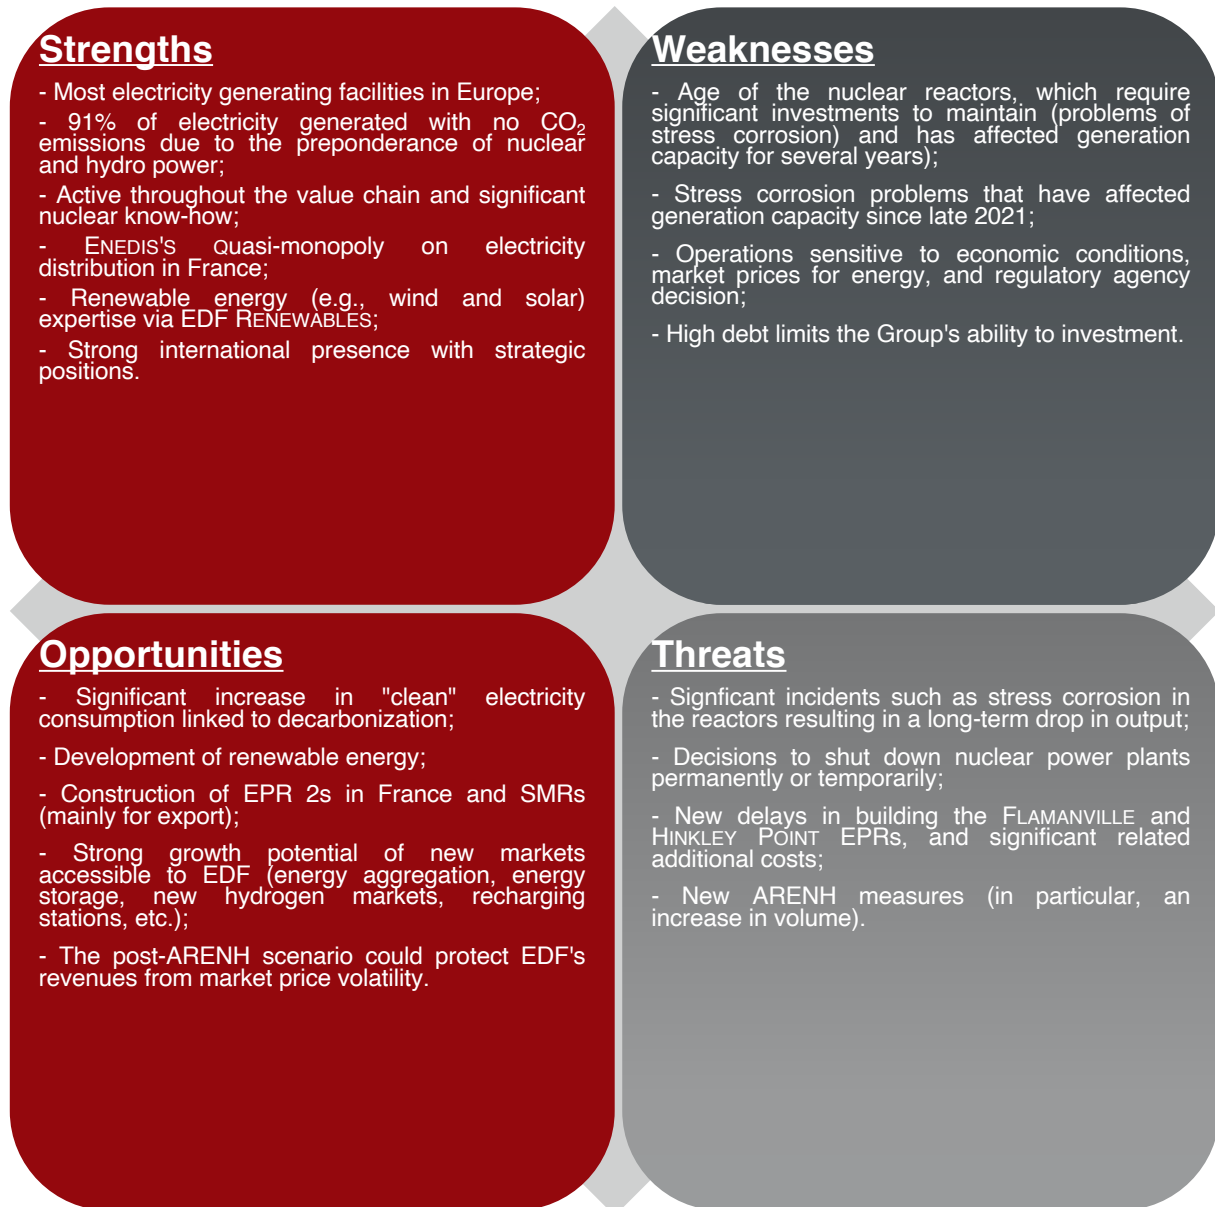 Strengths
- Most electricity generating facilities in Europe;
- 91% of electricity generated with no CO₂
emissions due to the preponderance of nuclear
and hydro power;
- Active throughout the value chain and significant
nuclear know-how;
- ENEDIS'S Quasi-monopoly on electricity
distribution in France;
- Renewable energy (e.g., wind and solar)
expertise via EDF RENEWABLES;
- Strong international presence with strategic
positions.
Weaknesses
- Age of the nuclear reactors, which require
significant investments to maintain (problems of
stress corrosion) and has affected generation
capacity for several years);
- Stress corrosion problems that have affected
generation capacity since late 2021;
- Operations sensitive to economic conditions,
market prices for energy, and regulatory agency
decision;
- High debt limits the Group's ability to investment.
Opportunities
- Significant increase in "clean" electricity
consumption linked to decarbonization;
- Development of renewable energy;
- Construction of EPR 2s in France and SMRs
(mainly for export);
- Strong growth potential of new markets
accessible to EDF (energy aggregation, energy
storage, new hydrogen markets, recharging
stations, etc.);
- The post-ARENH scenario could protect EDF's
revenues from market price volatility.
Threats
- Signficant incidents such as stress corrosion in
the reactors resulting in a long-term drop in output;
- Decisions to shut down nuclear power plants
permanently or temporarily;
- New delays in building the FLAMANVILLE and
HINKLEY POINT EPRs, and significant related
additional costs;
- New ARENH measures (in particular, an
increase in volume).